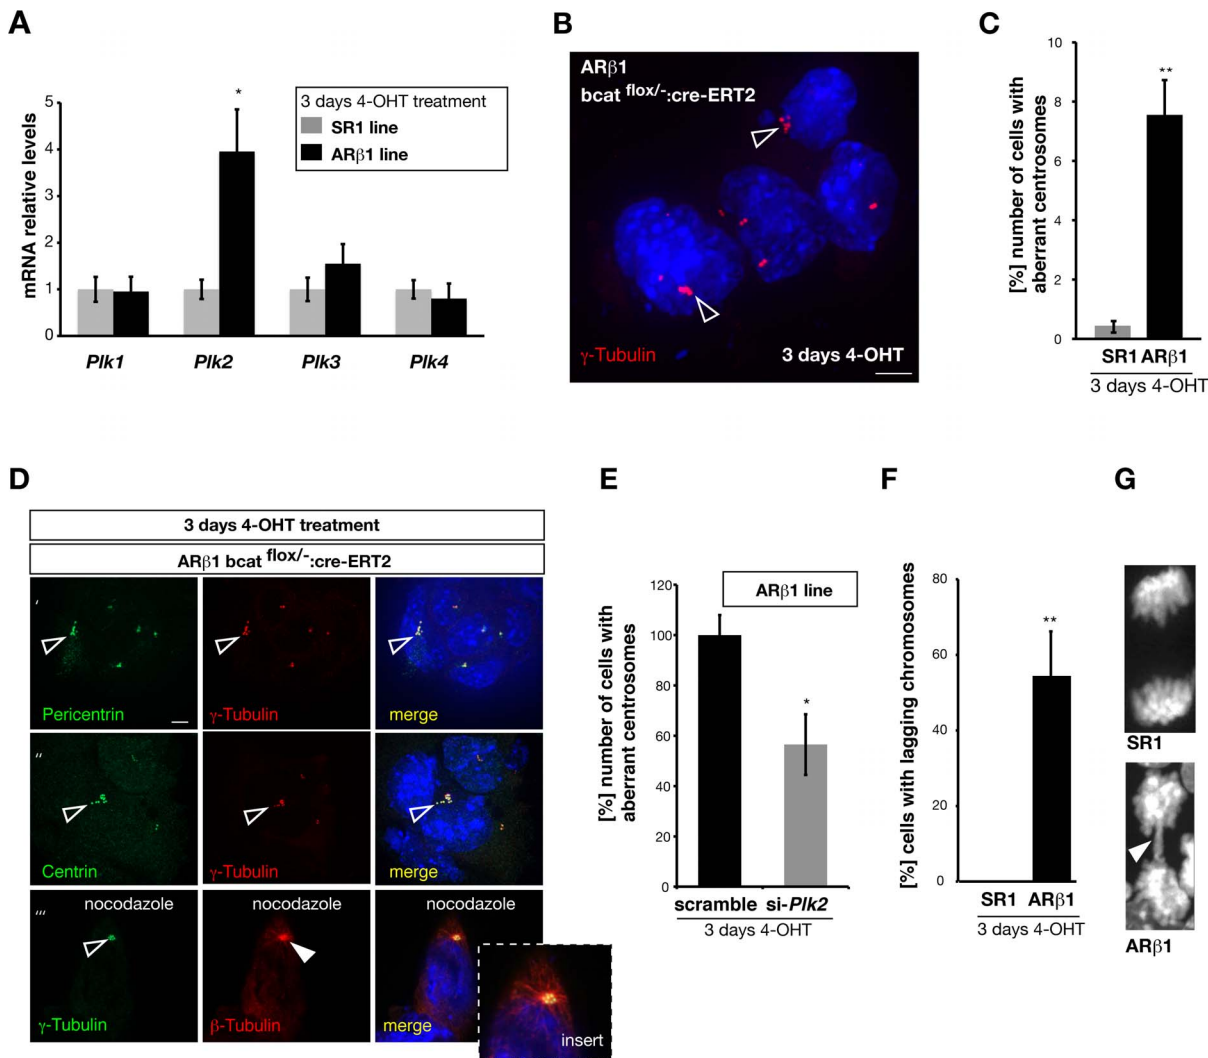 A
mRNA relative levels
5
4
3
2
1
0
*
3 days 4-OHT treatment
SR1 line
ARβ1 line
Plk1 Plk2 Plk3 Plk4
B
ARβ1
bcat flox/-:cre-ERT2
γ-Tubulin
3 days 4-OHT
C
[%] number of cells with
aberrant centrosomes
10
8
6
4
2
0
**
SR1 ARβ1
3 days 4-OHT
D
3 days 4-OHT treatment
ARβ1 bcat flox/-:cre-ERT2
′
Pericentrin γ-Tubulin merge
″
Centrin γ-Tubulin merge
‴
nocodazole nocodazole nocodazole
γ-Tubulin β-Tubulin merge
insert
E
[%] number of cells with
aberrant centrosomes
120
100
80
60
40
20
0
ARβ1 line
*
scramble si-Plk2
3 days 4-OHT
F
[%] cells with lagging chromosomes
80
60
40
20
0
**
SR1 ARβ1
3 days 4-OHT
G
SR1
ARβ1